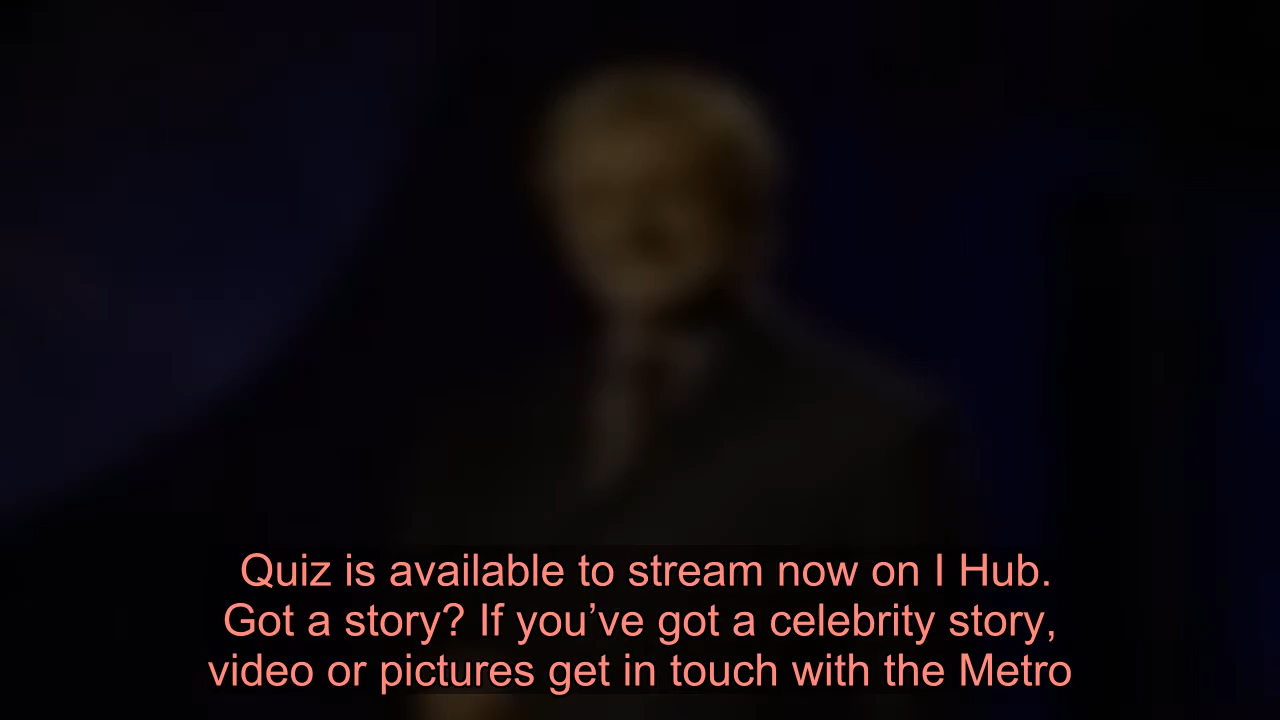 Quiz is available to stream now on I Hub.
Got a story? If you’ve got a celebrity story,
video or pictures get in touch with the Metro